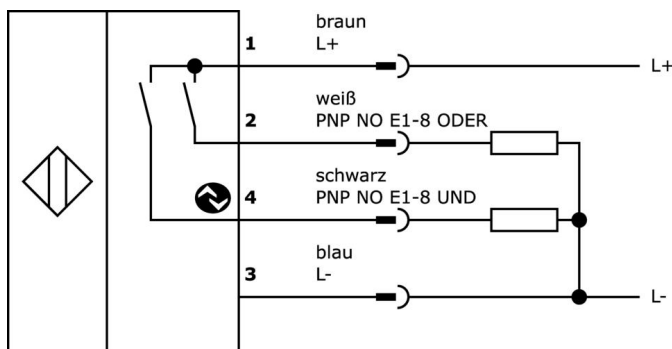 braun
1 L+ L+
weiß
2 PNP NO E1-8 ODER
schwarz
4 PNP NO E1-8 UND
blau
3 L- L-